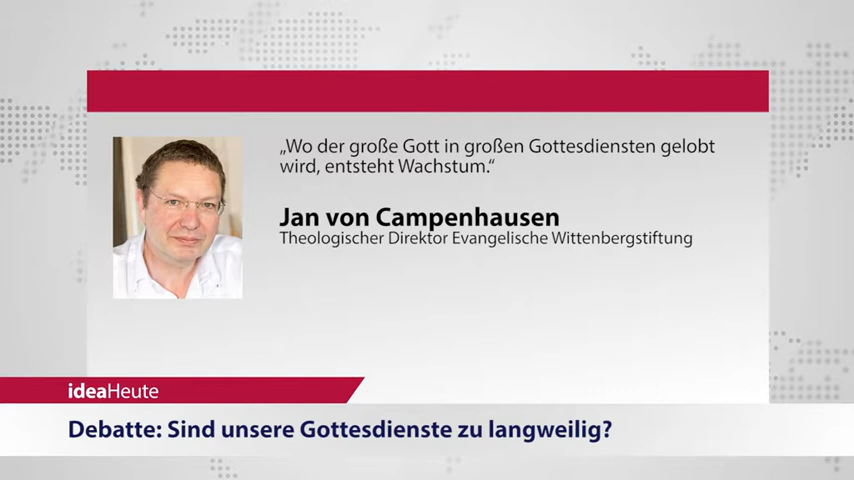 „Wo der große Gott in großen Gottesdiensten gelobt
wird, entsteht Wachstum.“
Jan von Campenhausen
Theologischer Direktor Evangelische Wittenbergstiftung
ideaHeute
Debatte: Sind unsere Gottesdienste zu langweilig?